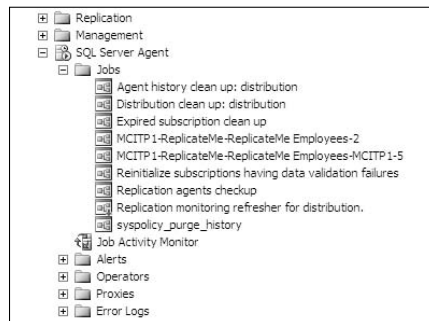 Replication
Management
SQL Server Agent
Jobs
Agent history clean up: distribution
Distribution clean up: distribution
Expired subscription clean up
MCITP1-ReplicateMe-ReplicateMe Employees-2
MCITP1-ReplicateMe-ReplicateMe Employees-MCITP1-5
Reinitialize subscriptions having data validation failures
Replication agents checkup
Replication monitoring refresher for distribution.
syspolicy_purge_history
Job Activity Monitor
Alerts
Operators
Proxies
Error Logs